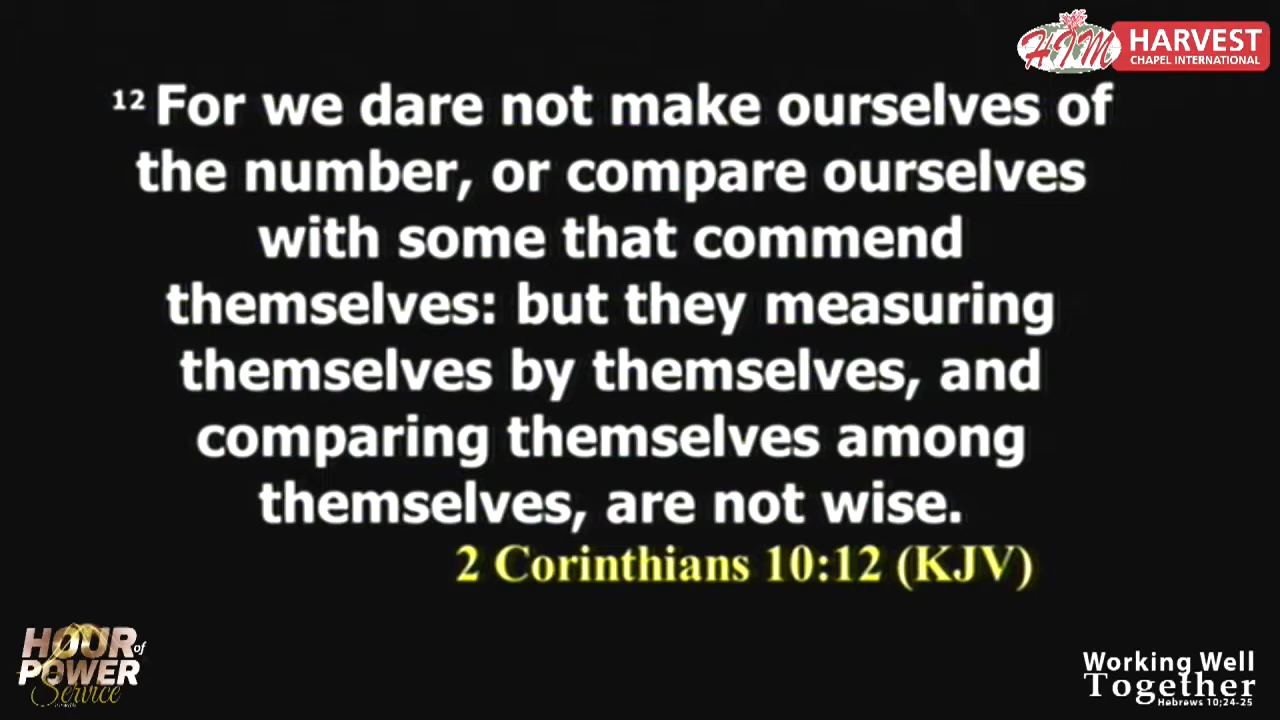 HIM HARVEST
CHAPEL INTERNATIONAL
12 For we dare not make ourselves of
the number, or compare ourselves
with some that commend
themselves: but they measuring
themselves by themselves, and
comparing themselves among
themselves, are not wise.
2 Corinthians 10:12 (KJV)
HOUR of
POWER
Service
Working Well
Together
Hebrews 10;24-25